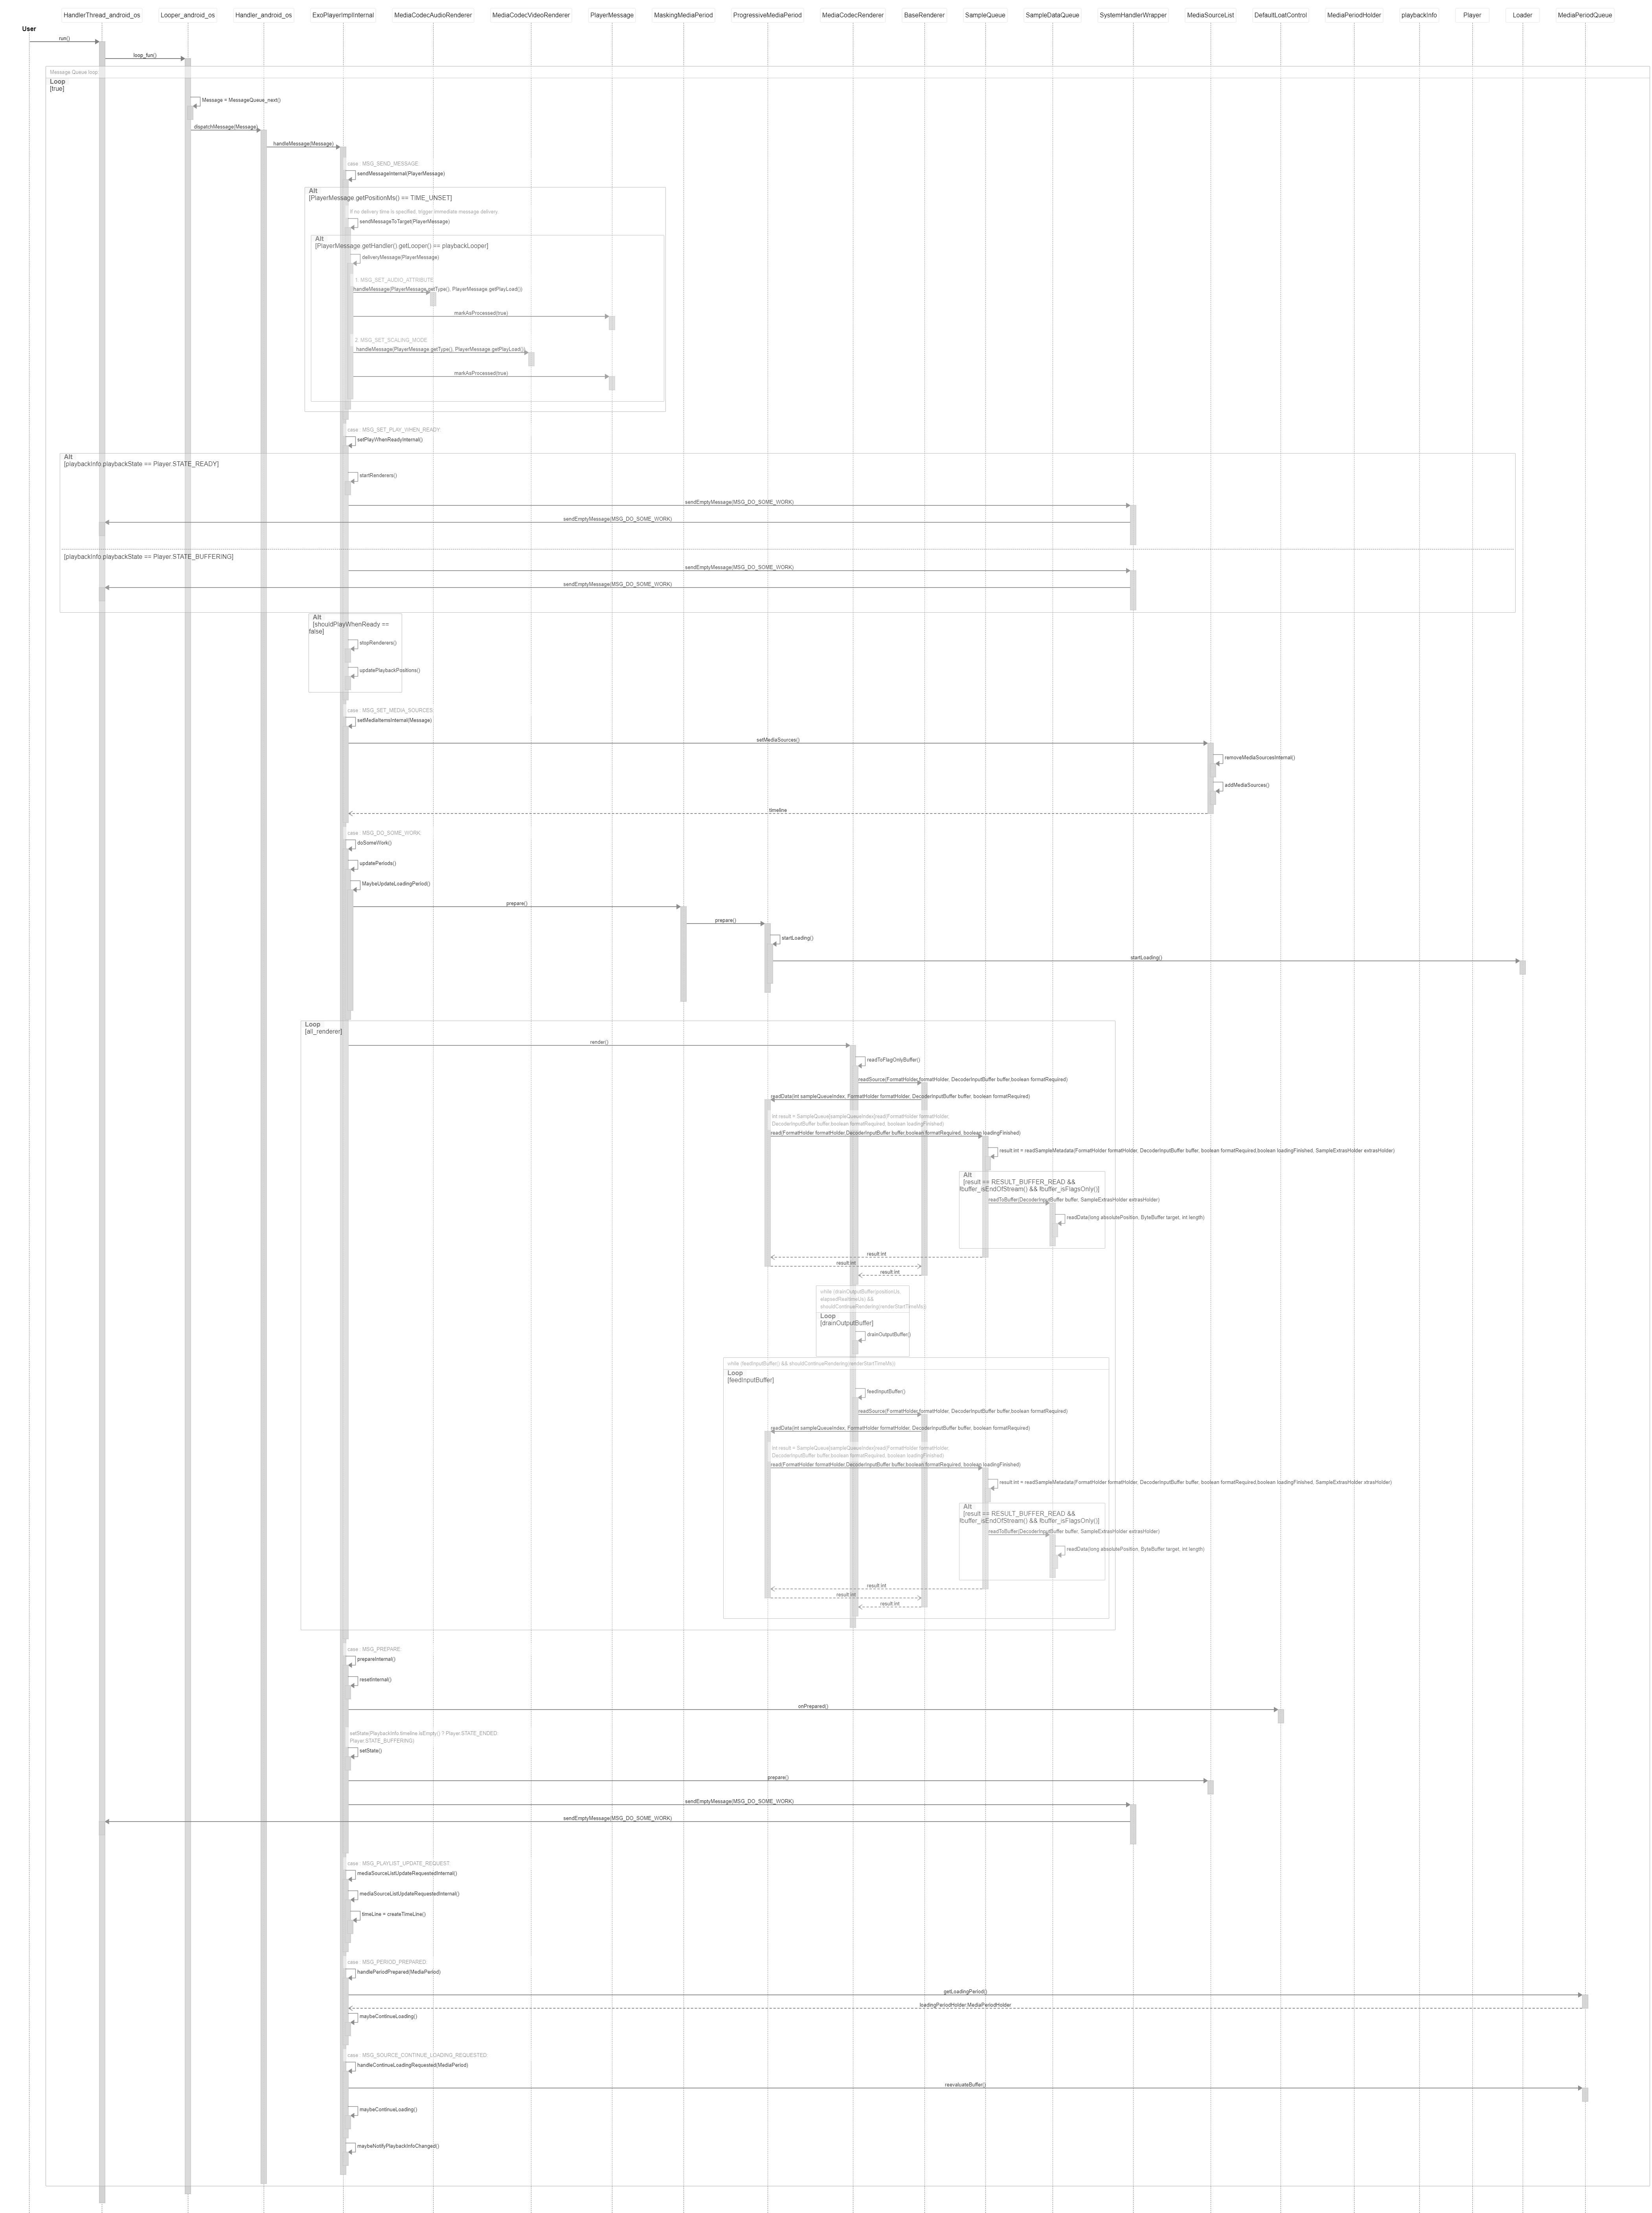 HandlerThread_android_os
Looper_android_os
Handler_android_os
ExoPlayerImplInternal
MediaCodecAudioRenderer
MediaCodecVideoRenderer
PlayerMessage
MaskingMediaPeriod
ProgressiveMediaPeriod
MediaCodecRenderer
BaseRenderer
SampleQueue
SampleDataQueue
SystemHandlerWrapper
MediaSourceList
DefaultLoatControl
MediaPeriodHolder
playbackInfo
Player
Loader
MediaPeriodQueue
User
run()
loop_fun()
Message Queue loop
Loop
[true]
Message = MessageQueue_next()
dispatchMessage(Message)
handleMessage(Message)
case : MSG_SEND_MESSAGE:
sendMessageInternal(PlayerMessage)
Alt
[PlayerMessage.getPositionMs() == TIME_UNSET]
If no delivery time is specified, trigger immediate message delivery.
sendMessageToTarget(PlayerMessage)
Alt
[PlayerMessage.getHandler().getLooper() == playbackLooper]
deliveryMessage(PlayerMessage)
1. MSG_SET_AUDIO_ATTRIBUTE
handleMessage(PlayerMessage.getType(), PlayerMessage.getPlayLoad())
markAsProcessed(true)
2. MSG_SET_SCALING_MODE
handleMessage(PlayerMessage.getType(), PlayerMessage.getPlayLoad())
markAsProcessed(true)
case : MSG_SET_PLAY_WHEN_READY:
setPlayWhenReadyInternal()
Alt
[playbackInfo.playbackState == Player.STATE_READY]
startRenderers()
sendEmptyMessage(MSG_DO_SOME_WORK)
sendEmptyMessage(MSG_DO_SOME_WORK)
[playbackInfo.playbackState == Player.STATE_BUFFERING]
sendEmptyMessage(MSG_DO_SOME_WORK)
sendEmptyMessage(MSG_DO_SOME_WORK)
Alt
[shouldPlayWhenReady ==
false]
stopRenderers()
updatePlaybackPositions()
case : MSG_SET_MEDIA_SOURCES:
setMediaItemsInternal(Message)
setMediaSources()
removeMediaSourcesInternal()
addMediaSources()
timeline
case : MSG_DO_SOME_WORK:
doSomeWork()
updatePeriods()
MaybeUpdateLoadingPeriod()
prepare()
prepare()
startLoading()
startLoading()
Loop
[all_renderer]
render()
readToFlagOnlyBuffer()
readSource(FormatHolder formatHolder, DecoderInputBuffer buffer,boolean formatRequired)
readData(int sampleQueueIndex, FormatHolder formatHolder, DecoderInputBuffer buffer, boolean formatRequired)
int result = SampleQueue[sampleQueueIndex]read(FormatHolder formatHolder,
DecoderInputBuffer buffer,boolean formatRequired, boolean loadingFinished)
read(FormatHolder formatHolder,DecoderInputBuffer buffer,boolean formatRequired, boolean loadingFinished)
result:int = readSampleMetadata(FormatHolder formatHolder, DecoderInputBuffer buffer, boolean formatRequired,boolean loadingFinished, SampleExtrasHolder extrasHolder)
Alt
[result == RESULT_BUFFER_READ &&
!buffer_isEndOfStream() && !buffer_isFlagsOnly()]
readToBuffer(DecoderInputBuffer buffer, SampleExtrasHolder extrasHolder)
readData(long absolutePosition, ByteBuffer target, int length)
result:int
result:int
result:int
while (drainOutputBuffer(positionUs,
elapsedRealtimeUs) &&
shouldContinueRendering(renderStartTimeMs))
Loop
[drainOutputBuffer]
drainOutputBuffer()
while (feedInputBuffer() && shouldContinueRendering(renderStartTimeMs))
Loop
[feedInputBuffer]
feedInputBuffer()
readSource(FormatHolder formatHolder, DecoderInputBuffer buffer,boolean formatRequired)
readData(int sampleQueueIndex, FormatHolder formatHolder, DecoderInputBuffer buffer, boolean formatRequired)
int result = SampleQueue[sampleQueueIndex]read(FormatHolder formatHolder,
DecoderInputBuffer buffer,boolean formatRequired, boolean loadingFinished)
read(FormatHolder formatHolder,DecoderInputBuffer buffer,boolean formatRequired, boolean loadingFinished)
result:int = readSampleMetadata(FormatHolder formatHolder, DecoderInputBuffer buffer, boolean formatRequired,boolean loadingFinished, SampleExtrasHolder xtrasHolder)
Alt
[result == RESULT_BUFFER_READ &&
!buffer_isEndOfStream() && !buffer_isFlagsOnly()]
readToBuffer(DecoderInputBuffer buffer, SampleExtrasHolder extrasHolder)
readData(long absolutePosition, ByteBuffer target, int length)
result:int
result:int
result:int
case : MSG_PREPARE:
prepareInternal()
resetInternal()
onPrepared()
setState(PlaybackInfo.timeline.isEmpty() ? Player.STATE_ENDED:
Player.STATE_BUFFERING)
setState()
prepare()
sendEmptyMessage(MSG_DO_SOME_WORK)
sendEmptyMessage(MSG_DO_SOME_WORK)
case : MSG_PLAYLIST_UPDATE_REQUEST
mediaSourceListUpdateRequestedInternal()
mediaSourceListUpdateRequestedInternal()
timeLine = createTimeLine()
case : MSG_PERIOD_PREPARED
handlePeriodPrepared(MediaPeriod)
getLoadingPeriod()
loadingPeriodHolder:MediaPeriodHolder
maybeContinueLoading()
case : MSG_SOURCE_CONTINUE_LOADING_REQUESTED
handleContinueLoadingRequested(MediaPeriod)
reevaluateBuffer()
maybeContinueLoading()
maybeNotifyPlaybackInfoChanged()